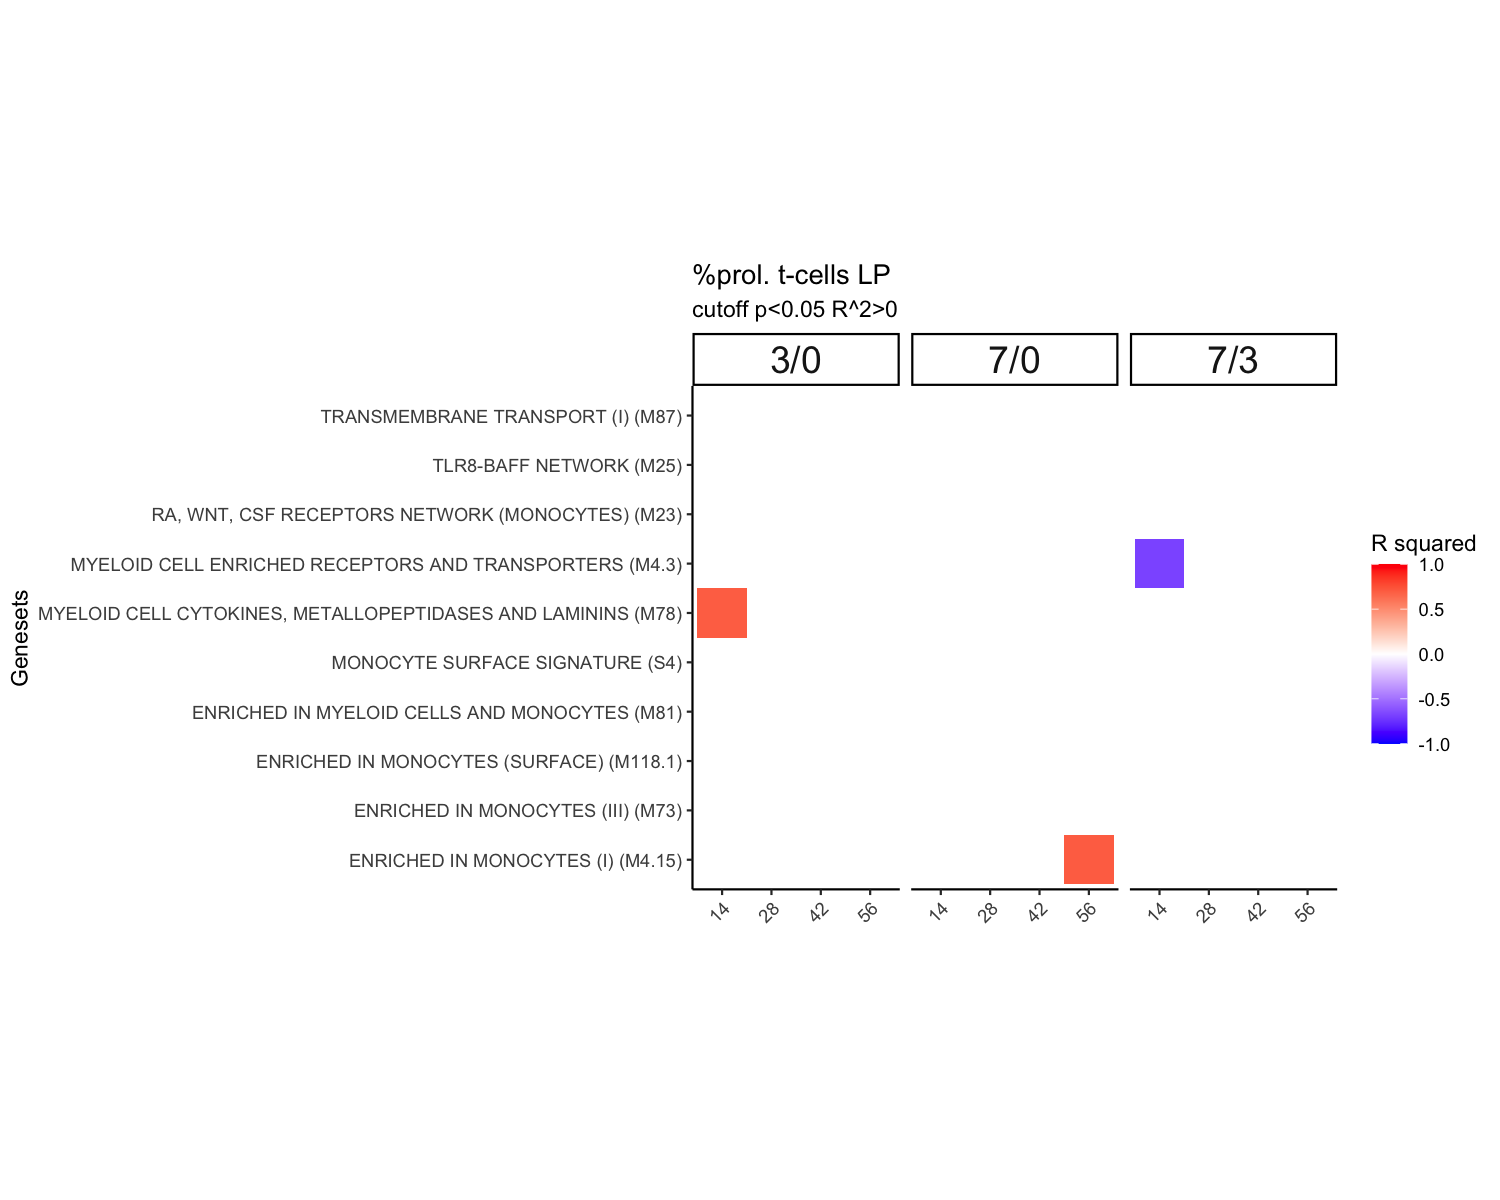 %prol. t-cells LP
cutoff p<0.05 R^2>0
3/0 7/0 7/3
TRANSMEMBRANE TRANSPORT (I) (M87)
TLR8-BAFF NETWORK (M25)
RA, WNT, CSF RECEPTORS NETWORK (MONOCYTES) (M23)
MYELOID CELL ENRICHED RECEPTORS AND TRANSPORTERS (M4.3)
MYELOID CELL CYTOKINES, METALLOPEPTIDASES AND LAMININS (M78)
MONOCYTE SURFACE SIGNATURE (S4)
ENRICHED IN MYELOID CELLS AND MONOCYTES (M81)
ENRICHED IN MONOCYTES (SURFACE) (M118.1)
ENRICHED IN MONOCYTES (III) (M73)
ENRICHED IN MONOCYTES (I) (M4.15)
Genesets
14 28 42 56 14 28 42 56 14 28 42 56
R squared
1.0
0.5
0.0
-0.5
-1.0